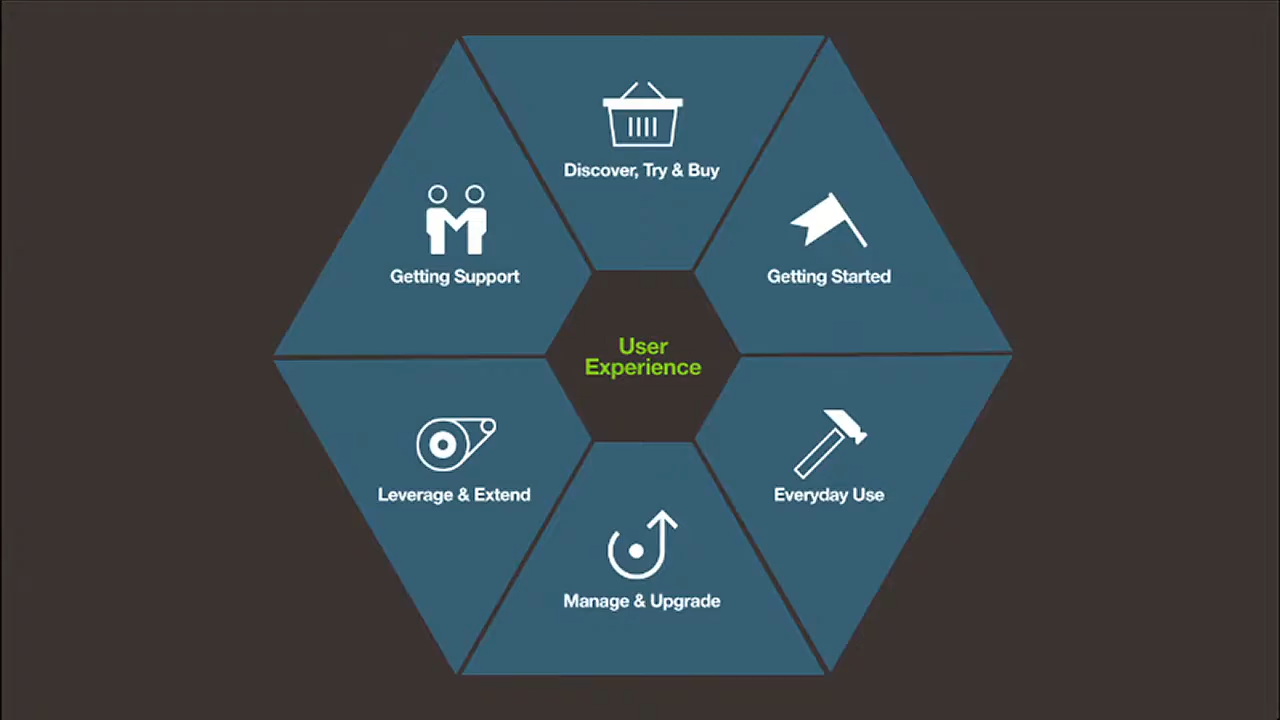 Discover, Try & Buy
Getting Support
Getting Started
User
Experience
Leverage & Extend
Everyday Use
Manage & Upgrade